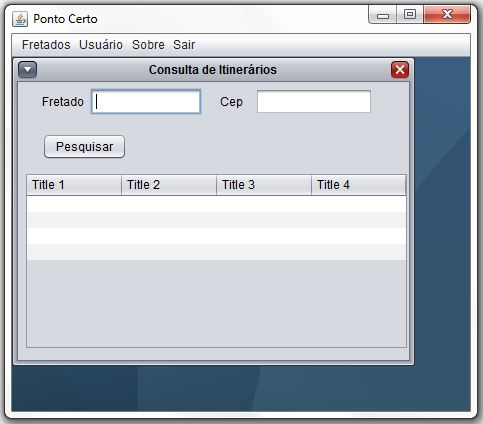 Ponto Certo
Fretados Usuário Sobre Sair
Consulta de Itinerários
Fretado Cep
Pesquisar
Title 1 Title 2 Title 3 Title 4